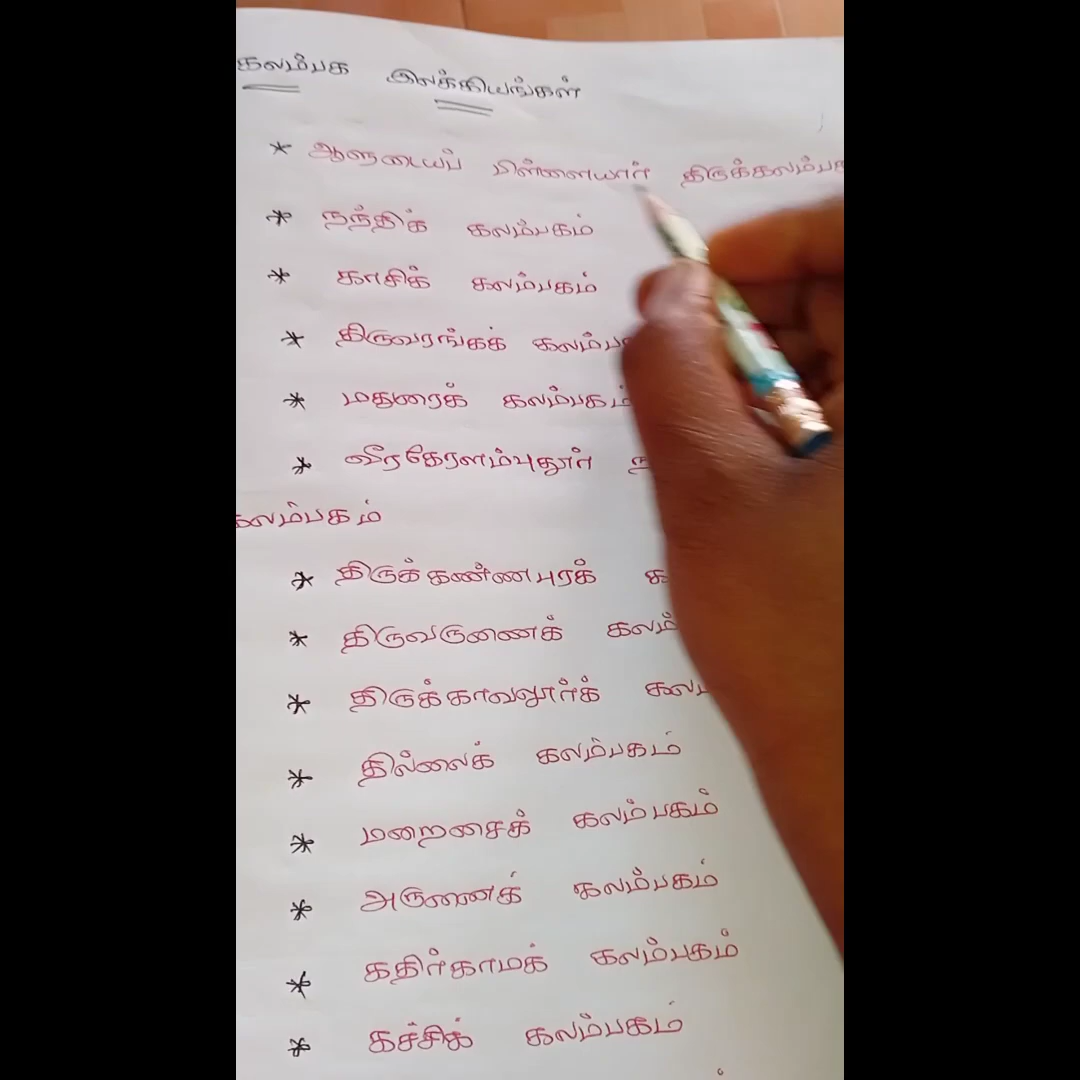 கலம்பக இலக்கியங்கள்
* ஆளுடையப் பிள்ளையார் திருக்கலம்பக
* நந்திக் கலம்பகம்
* காசிக் கலம்பகம்
* திருவரங்கக் கலம்ப
* மதுரைக் கலம்பகம்
* வீரகேரளம்புதூர் ந
கலம்பகம்
* திருக்கண்ணபுரக் க
* திருவருணைக் கலம்
* திருக்காவலூர்க் கலம்
* தில்லைக் கலம்பகம்
* மறைசைக் கலம்பகம்
* அருணைக் கலம்பகம்
* கதிர்காமக் கலம்பகம்
* கச்சிக் கலம்பகம்